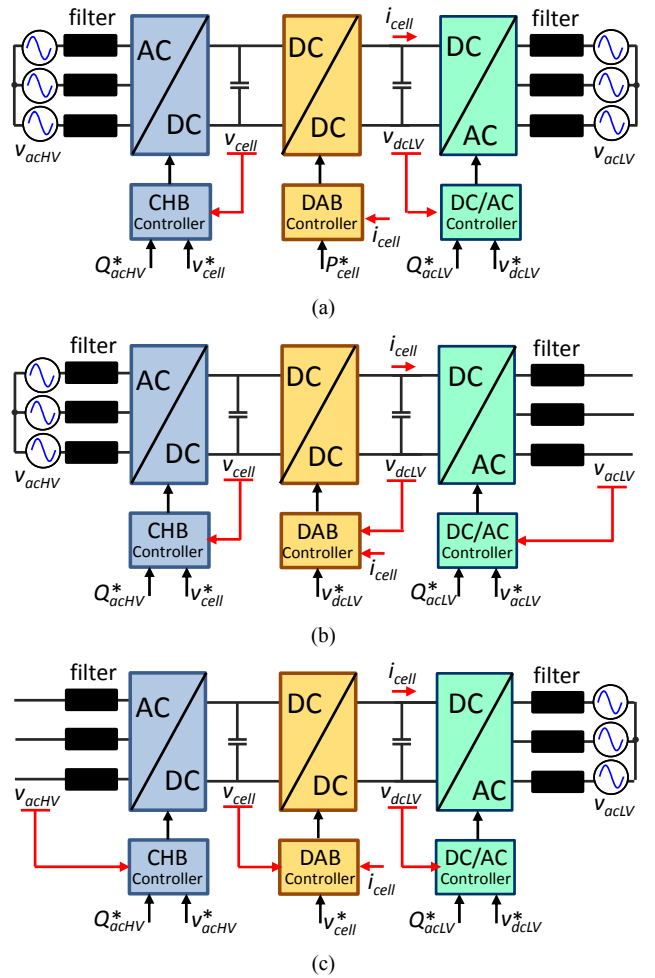 filter
i_cell
filter
AC
DC
DC
DC
DC
AC
v_acHV
v_cell
v_dcLV
v_acLV
CHB
Controller
DAB
Controller
DC/AC
Controller
i_cell
Q*_acHV v*_cell
P*_cell
Q*_acLV v*_dcLV
(a)
filter
i_cell
filter
AC
DC
DC
DC
DC
AC
v_acHV
v_cell
v_dcLV
v_acLV
CHB
Controller
DAB
Controller
DC/AC
Controller
i_cell
Q*_acHV v*_cell
v*_dcLV
Q*_acLV v*_acLV
(b)
filter
i_cell
filter
AC
DC
DC
DC
DC
AC
v_acHV
v_cell
v_dcLV
v_acLV
CHB
Controller
DAB
Controller
DC/AC
Controller
i_cell
Q*_acHV v*_acHV
v*_cell
Q*_acLV v*_dcLV
(c)